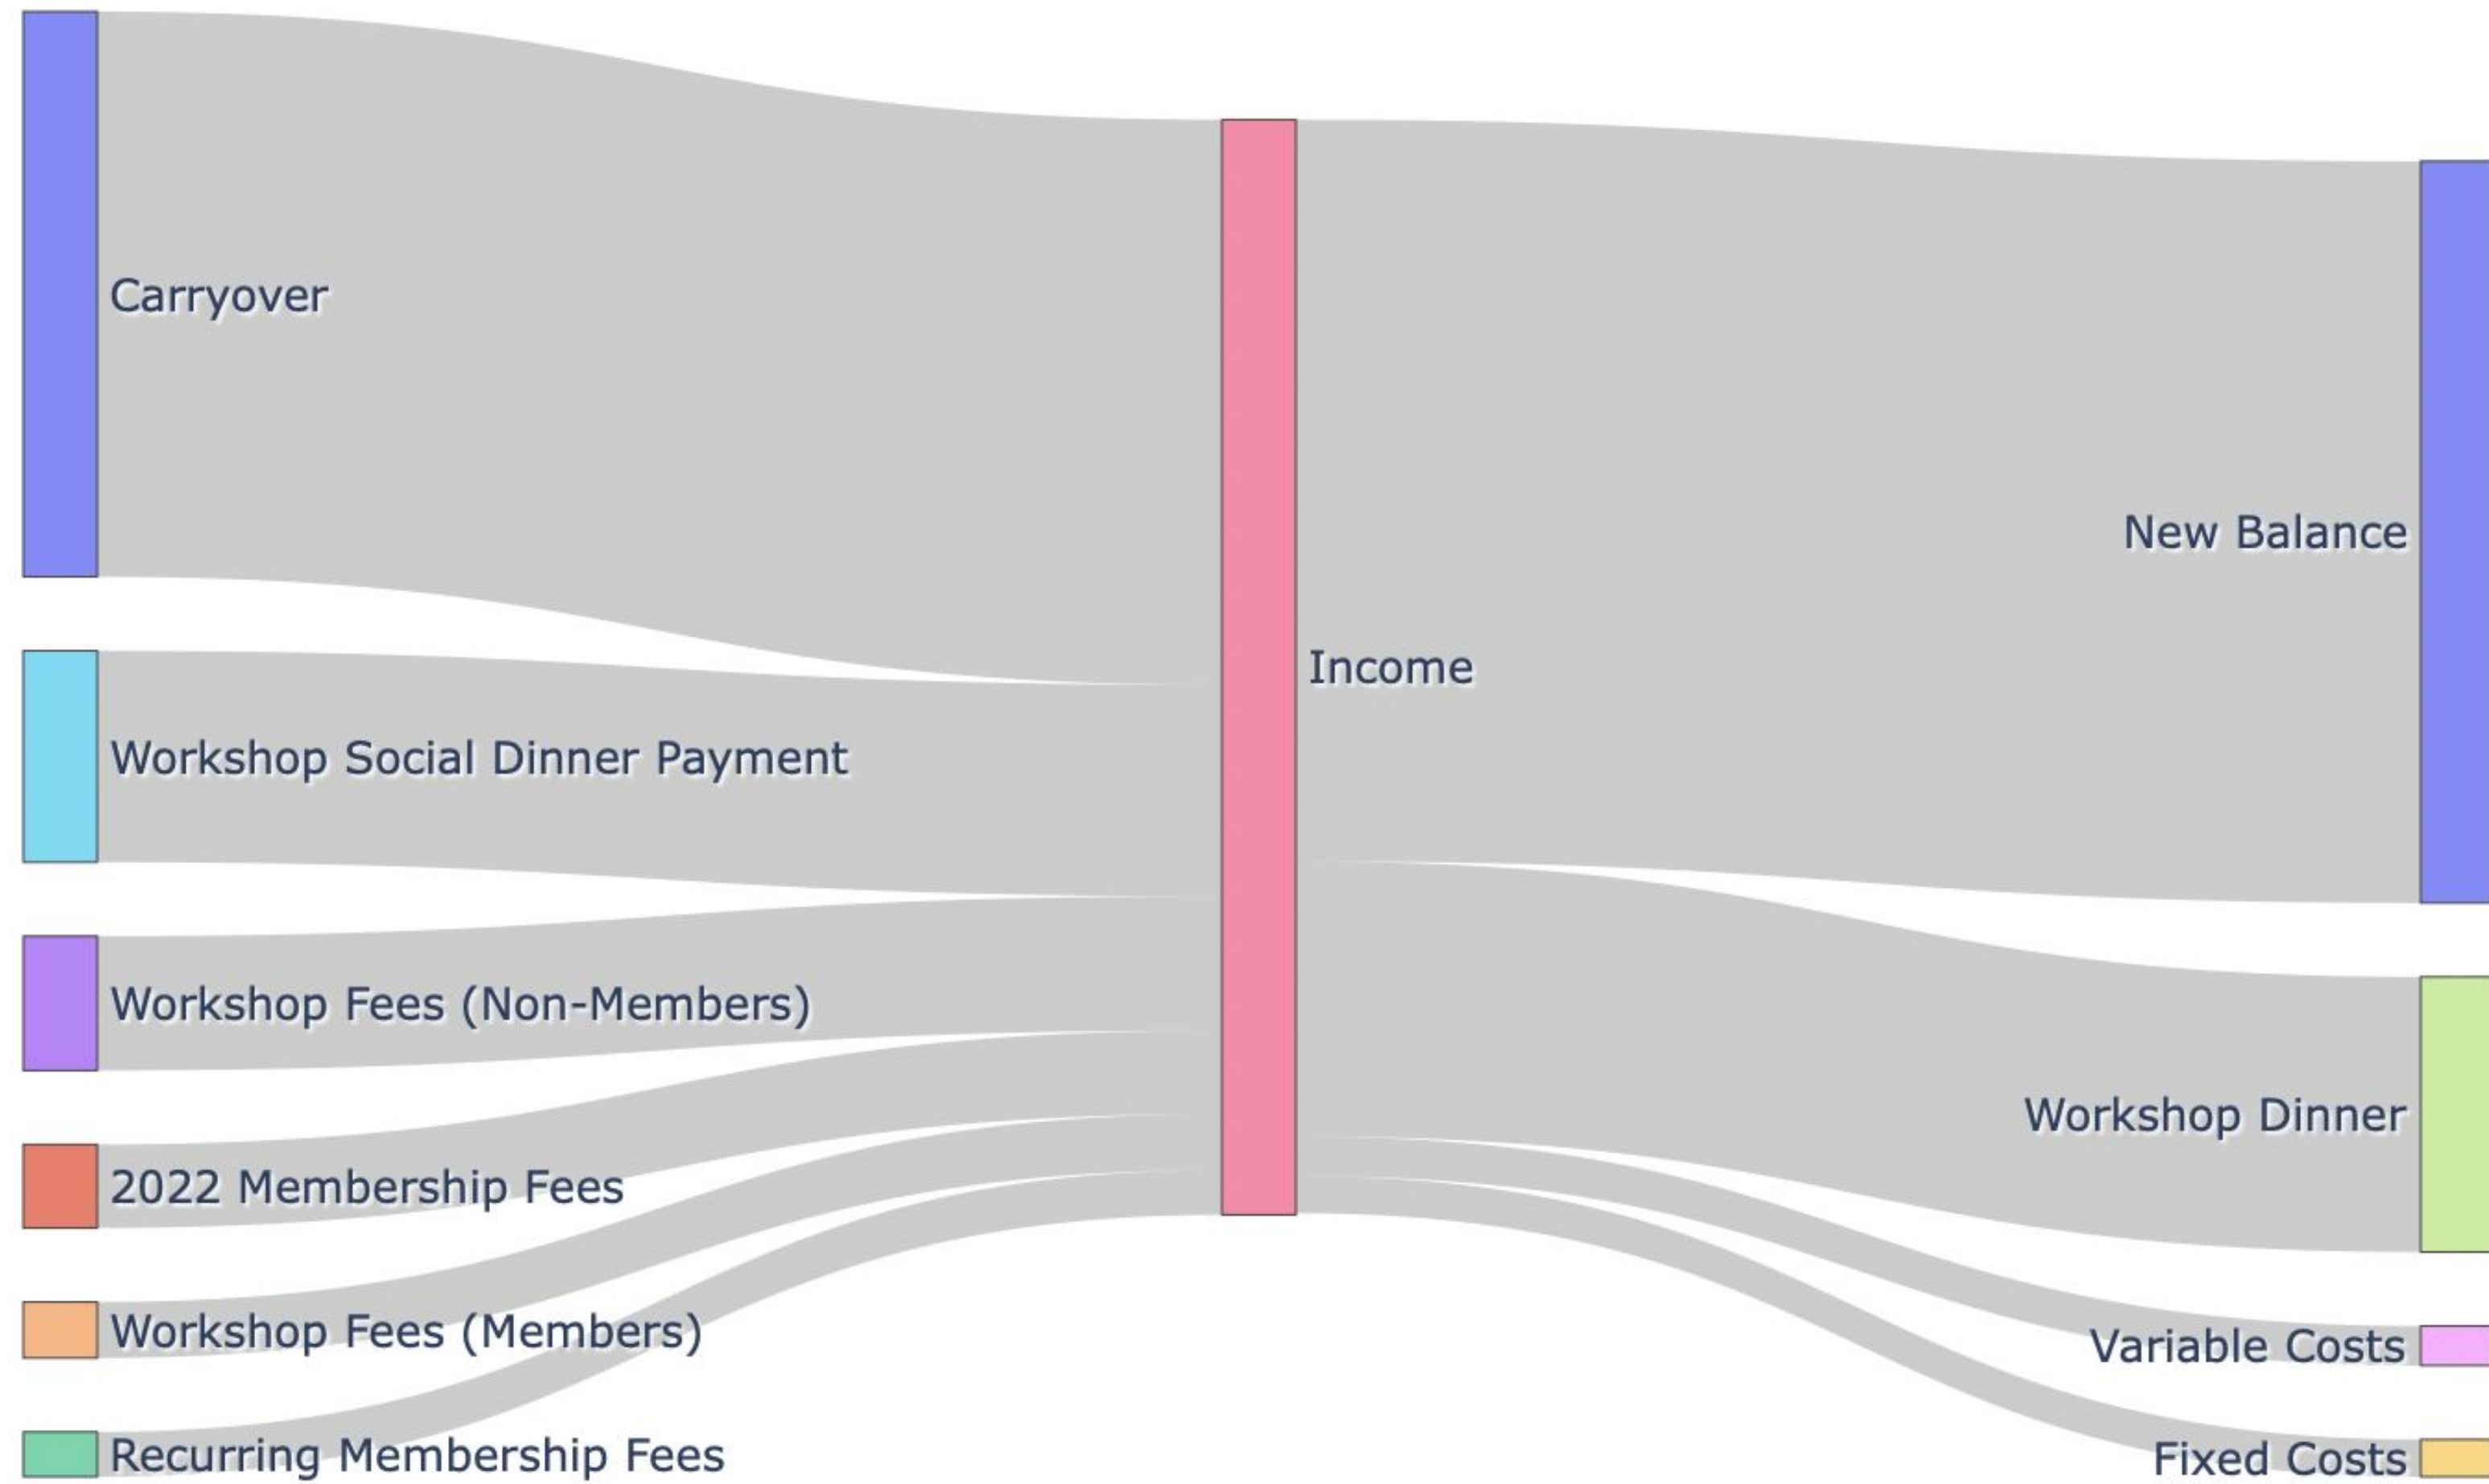 Carryover
Workshop Social Dinner Payment
Workshop Fees (Non-Members)
2022 Membership Fees
Workshop Fees (Members)
Recurring Membership Fees
Income
New Balance
Workshop Dinner
Variable Costs
Fixed Costs